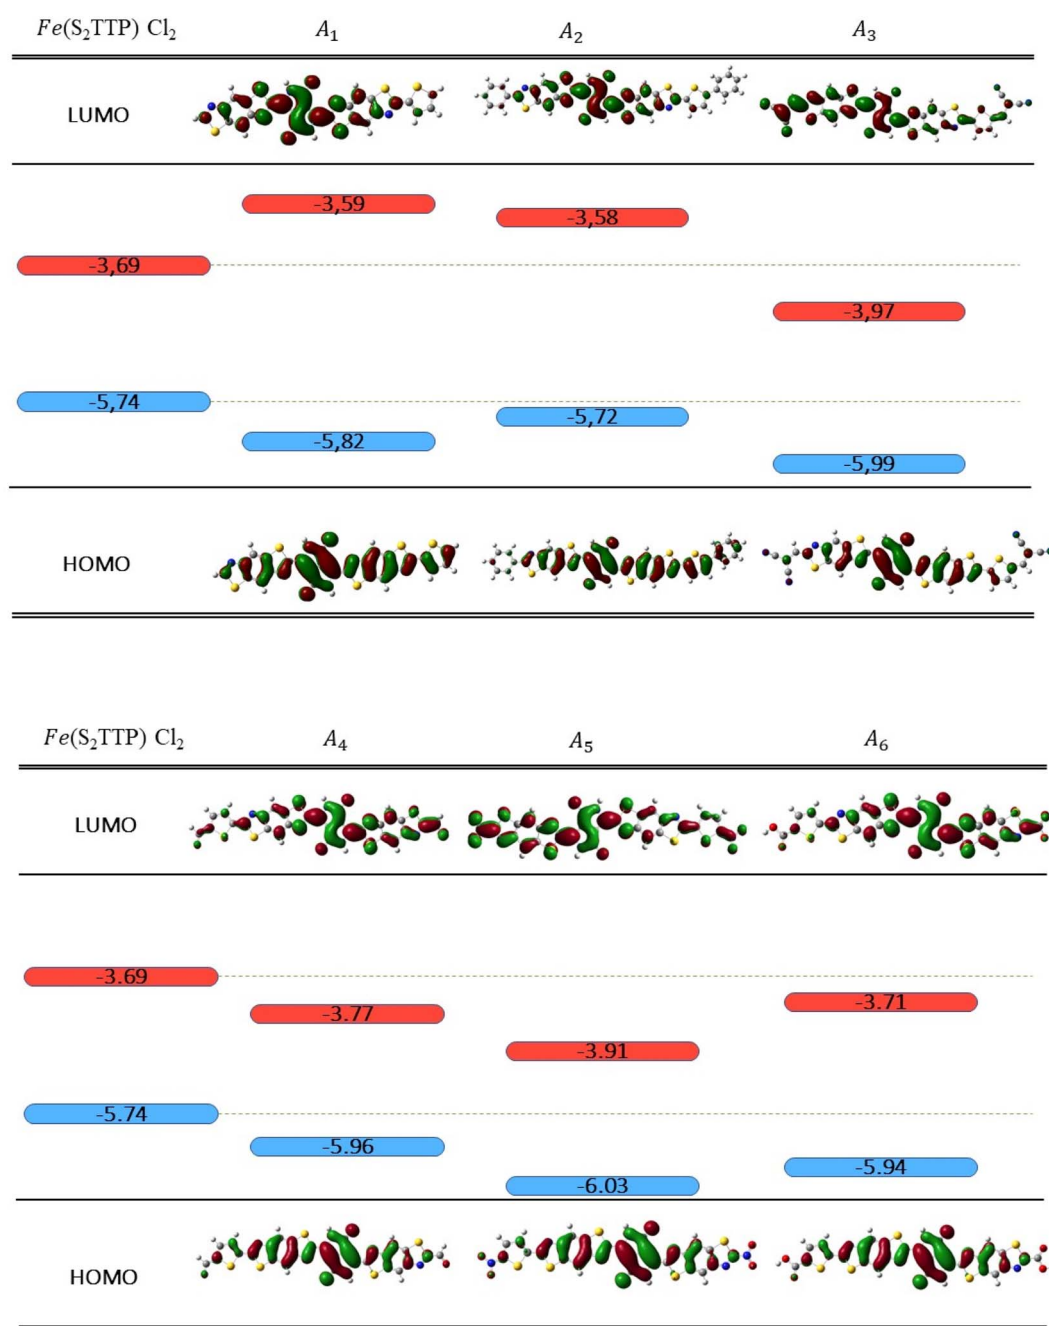 Fe(S₂TTP) Cl₂ A₁ A₂ A₃
LUMO
-3,59
-3,58
-3,69
-3,97
-5,74
-5,72
-5,82
-5,99
HOMO
Fe(S₂TTP) Cl₂ A₄ A₅ A₆
LUMO
-3.69
-3.71
-3.77
-3.91
-5.74
-5.96
-5.94
-6.03
HOMO